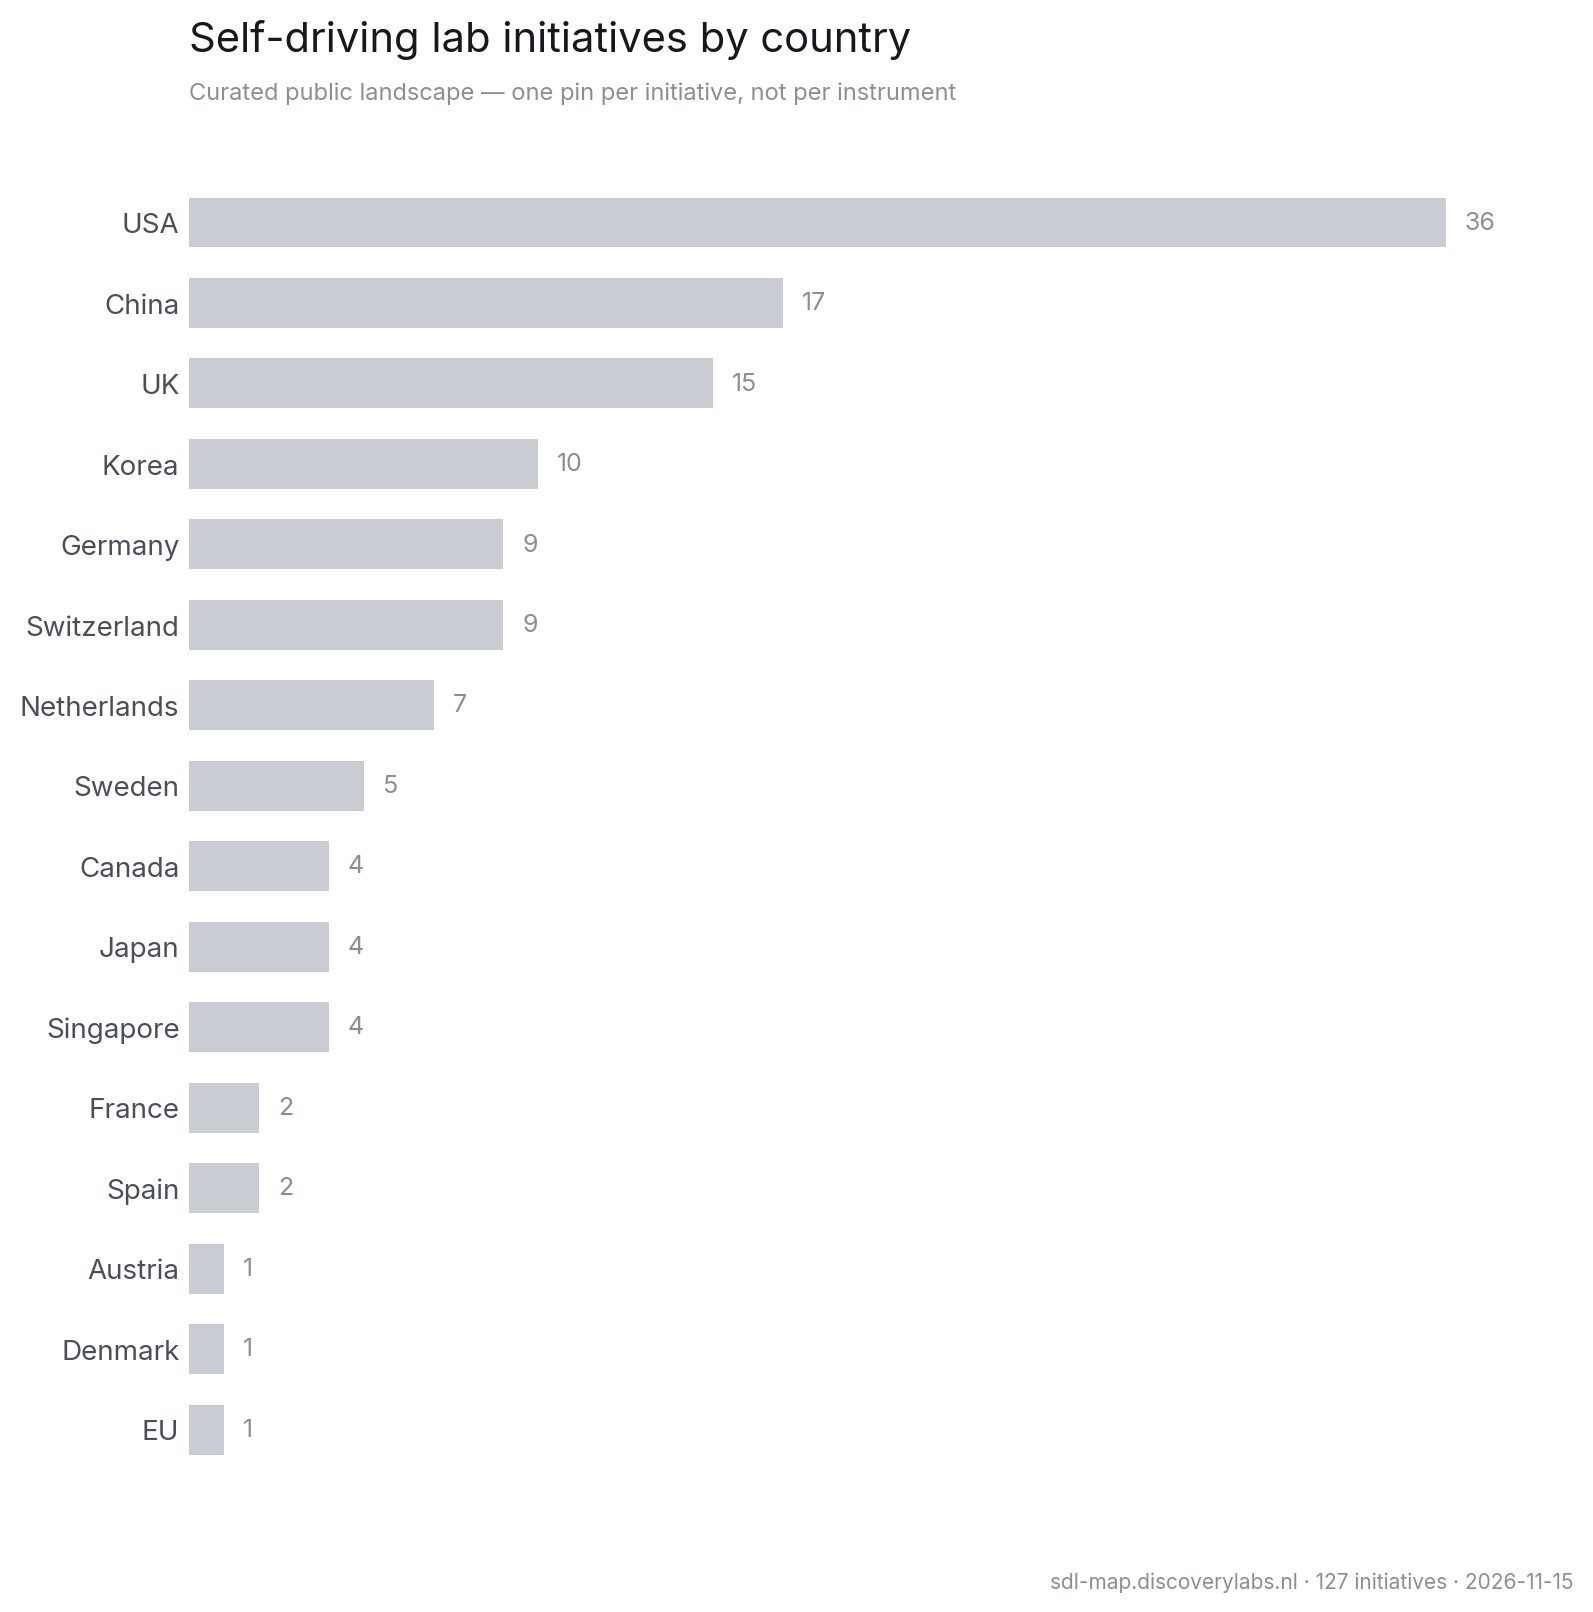 Self-driving lab initiatives by country
Curated public landscape — one pin per initiative, not per instrument
USA 36
China 17
UK 15
Korea 10
Germany 9
Switzerland 9
Netherlands 7
Sweden 5
Canada 4
Japan 4
Singapore 4
France 2
Spain 2
Austria 1
Denmark 1
EU 1
sdl-map.discoverylabs.nl · 127 initiatives · 2026-11-15